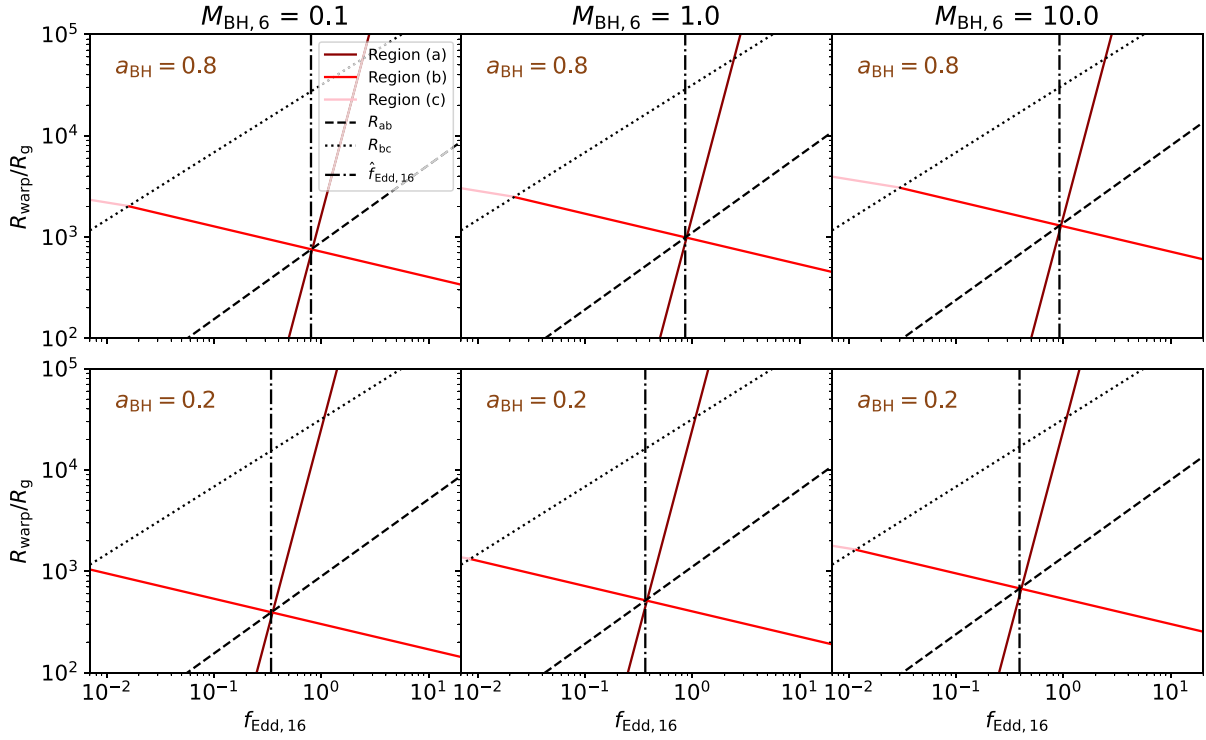 M_BH, 6 = 0.1
M_BH, 6 = 1.0
M_BH, 6 = 10.0
10^5
10^4
10^3
10^2
R_warp/R_g
a_BH = 0.8
Region (a)
Region (b)
Region (c)
R_ab
R_bc
f̂_Edd, 16
a_BH = 0.8
a_BH = 0.8
10^5
10^4
10^3
10^2
R_warp/R_g
a_BH = 0.2
a_BH = 0.2
a_BH = 0.2
10^−2 10^−1 10^0 10^1
10^−2 10^−1 10^0 10^1
10^−2 10^−1 10^0 10^1
f_Edd, 16
f_Edd, 16
f_Edd, 16